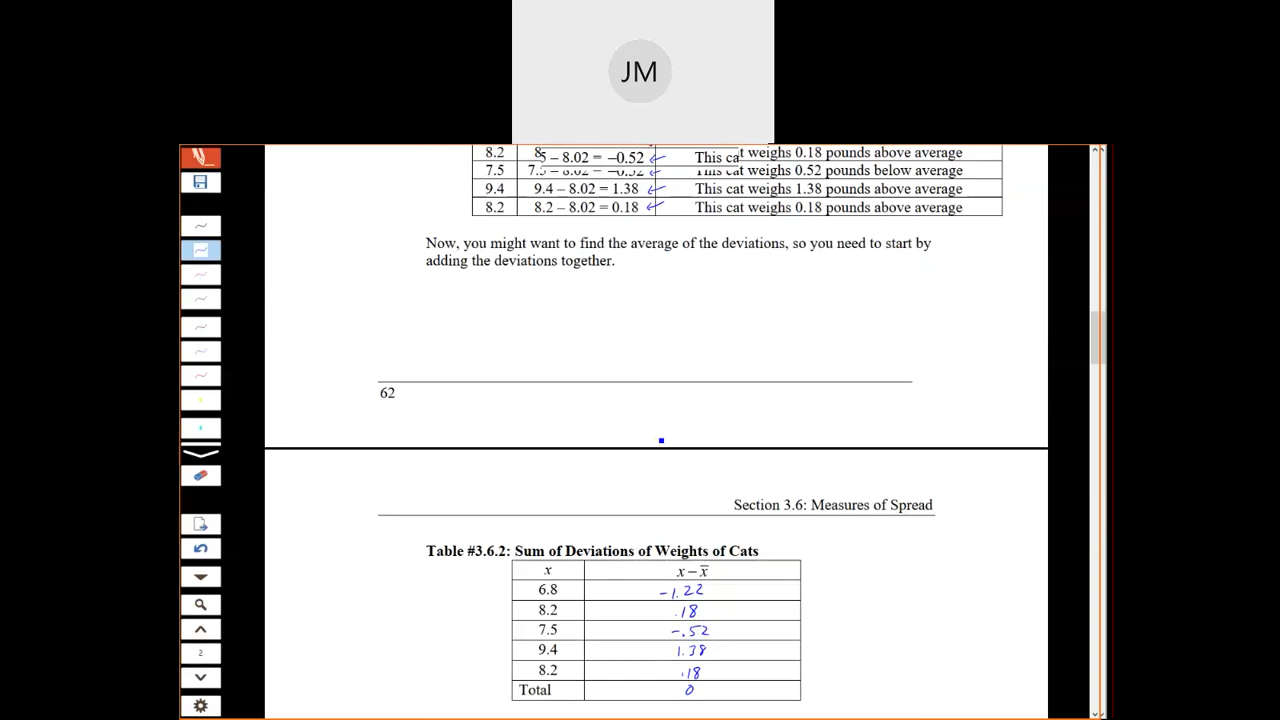 JM
8.2 8 t weighs 0.18 pounds above average
5 – 8.02 = –0.52 This ca
7.5 This cat weighs 0.52 pounds below average
9.4 9.4 – 8.02 = 1.38 This cat weighs 1.38 pounds above average
8.2 8.2 – 8.02 = 0.18 This cat weighs 0.18 pounds above average
Now, you might want to find the average of the deviations, so you need to start by
adding the deviations together.
62
Section 3.6: Measures of Spread
Table #3.6.2: Sum of Deviations of Weights of Cats
x x – x̄
6.8 -1.22
8.2 .18
7.5 -.52
9.4 1.38
8.2 .18
Total 0
2